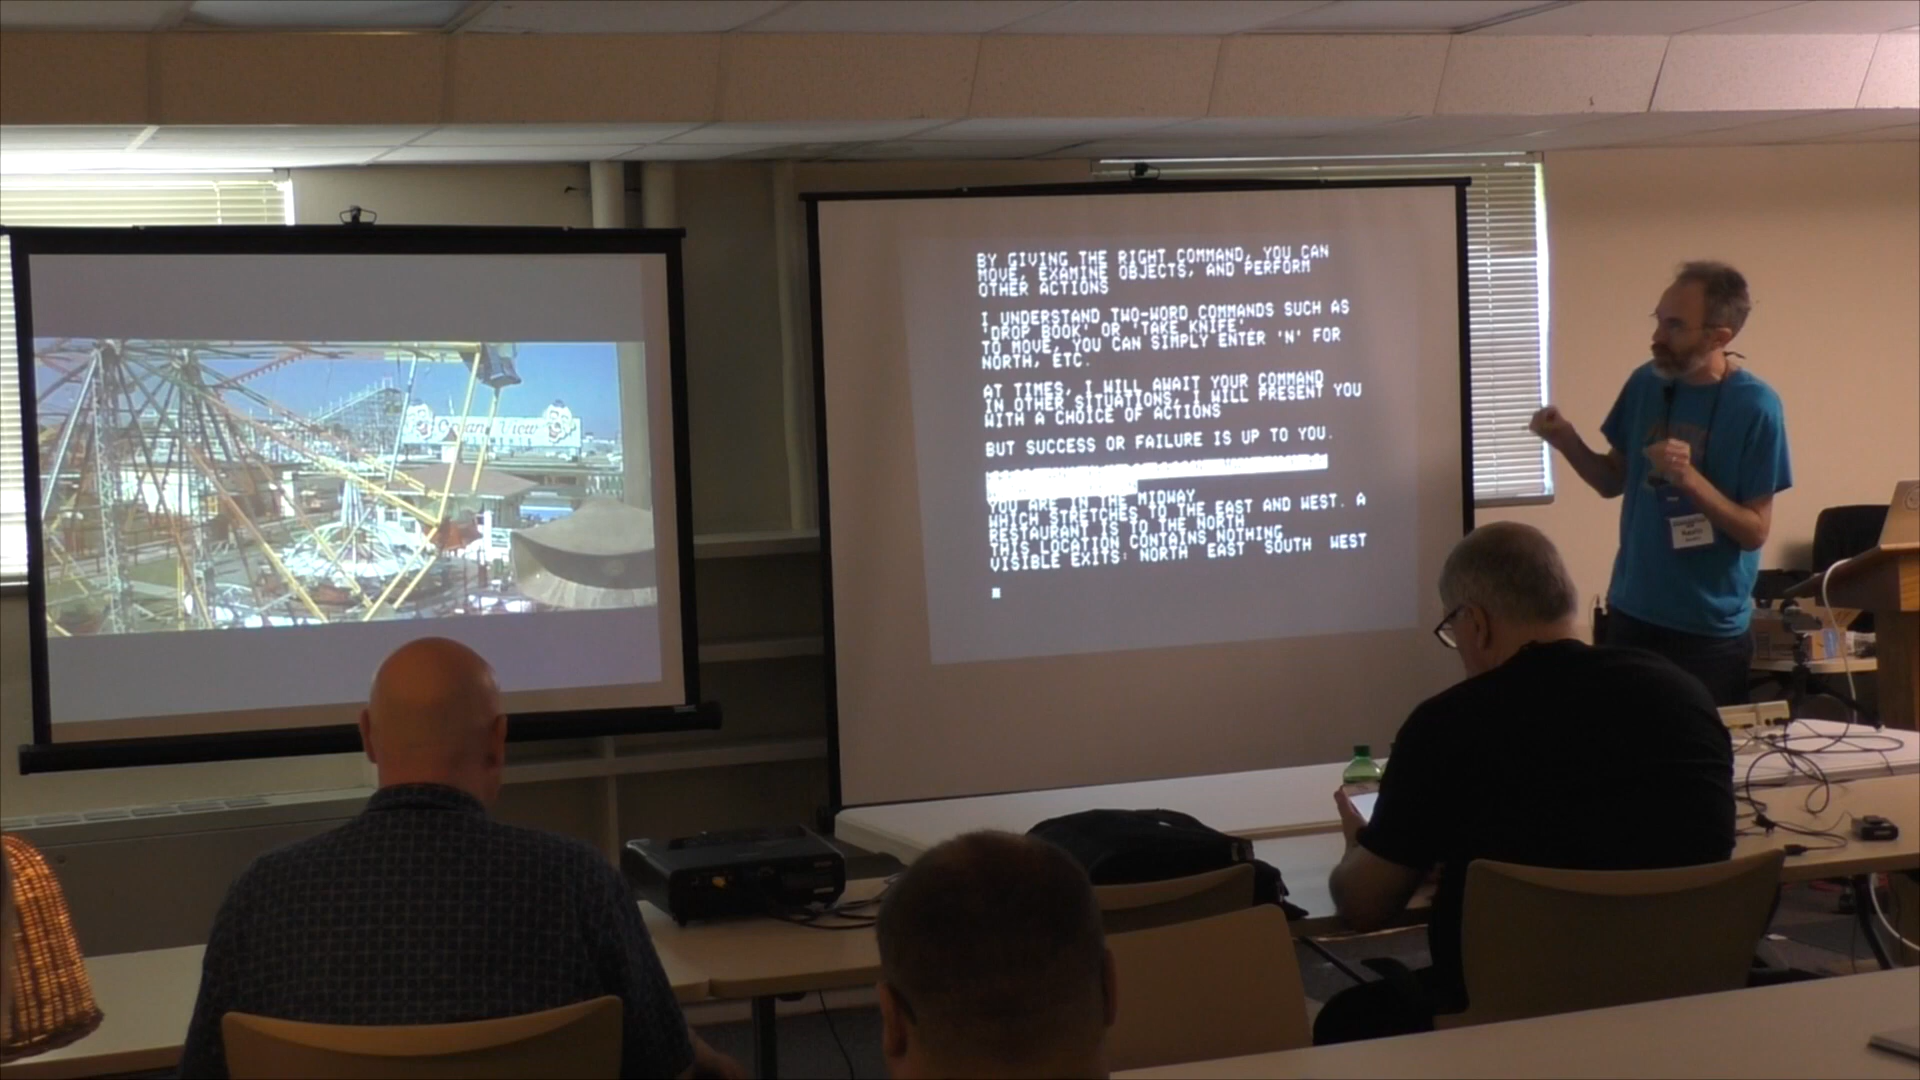 Ocean View
BY GIVING THE RIGHT COMMAND, YOU CAN
MOVE, EXAMINE OBJECTS, AND PERFORM
OTHER ACTIONS
I UNDERSTAND TWO-WORD COMMANDS SUCH AS
'DROP BOOK' OR 'TAKE KNIFE'.
TO MOVE, YOU CAN SIMPLY ENTER 'N' FOR
NORTH, ETC.
AT TIMES, I WILL AWAIT YOUR COMMAND
IN OTHER SITUATIONS, I WILL PRESENT YOU
WITH A CHOICE OF ACTIONS
BUT SUCCESS OR FAILURE IS UP TO YOU.
YOU ARE IN THE MIDWAY
WHICH STRETCHES TO THE EAST AND WEST. A
RESTAURANT IS TO THE NORTH
THIS LOCATION CONTAINS NOTHING
VISIBLE EXITS: NORTH EAST SOUTH WEST